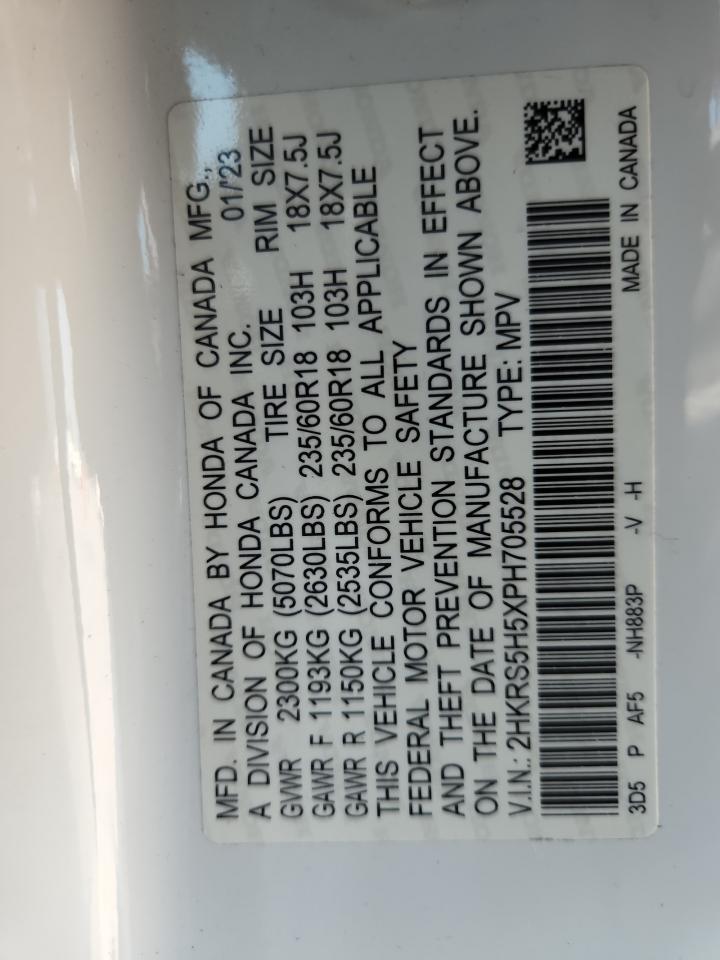 MFD. IN CANADA BY HONDA OF CANADA MFG.,
A DIVISION OF HONDA CANADA INC. 01/'23
GVWR 2300KG (5070LBS) TIRE SIZE RIM SIZE
GAWR F 1193KG (2630LBS) 235/60R18 103H 18X7.5J
GAWR R 1150KG (2535LBS) 235/60R18 103H 18X7.5J
THIS VEHICLE CONFORMS TO ALL APPLICABLE
FEDERAL MOTOR VEHICLE SAFETY
AND THEFT PREVENTION STANDARDS IN EFFECT
ON THE DATE OF MANUFACTURE SHOWN ABOVE.
V.I.N.: 2HKRS5H5XPH705528 TYPE: MPV
3D5 P AF5 -NH883P -V -H MADE IN CANADA